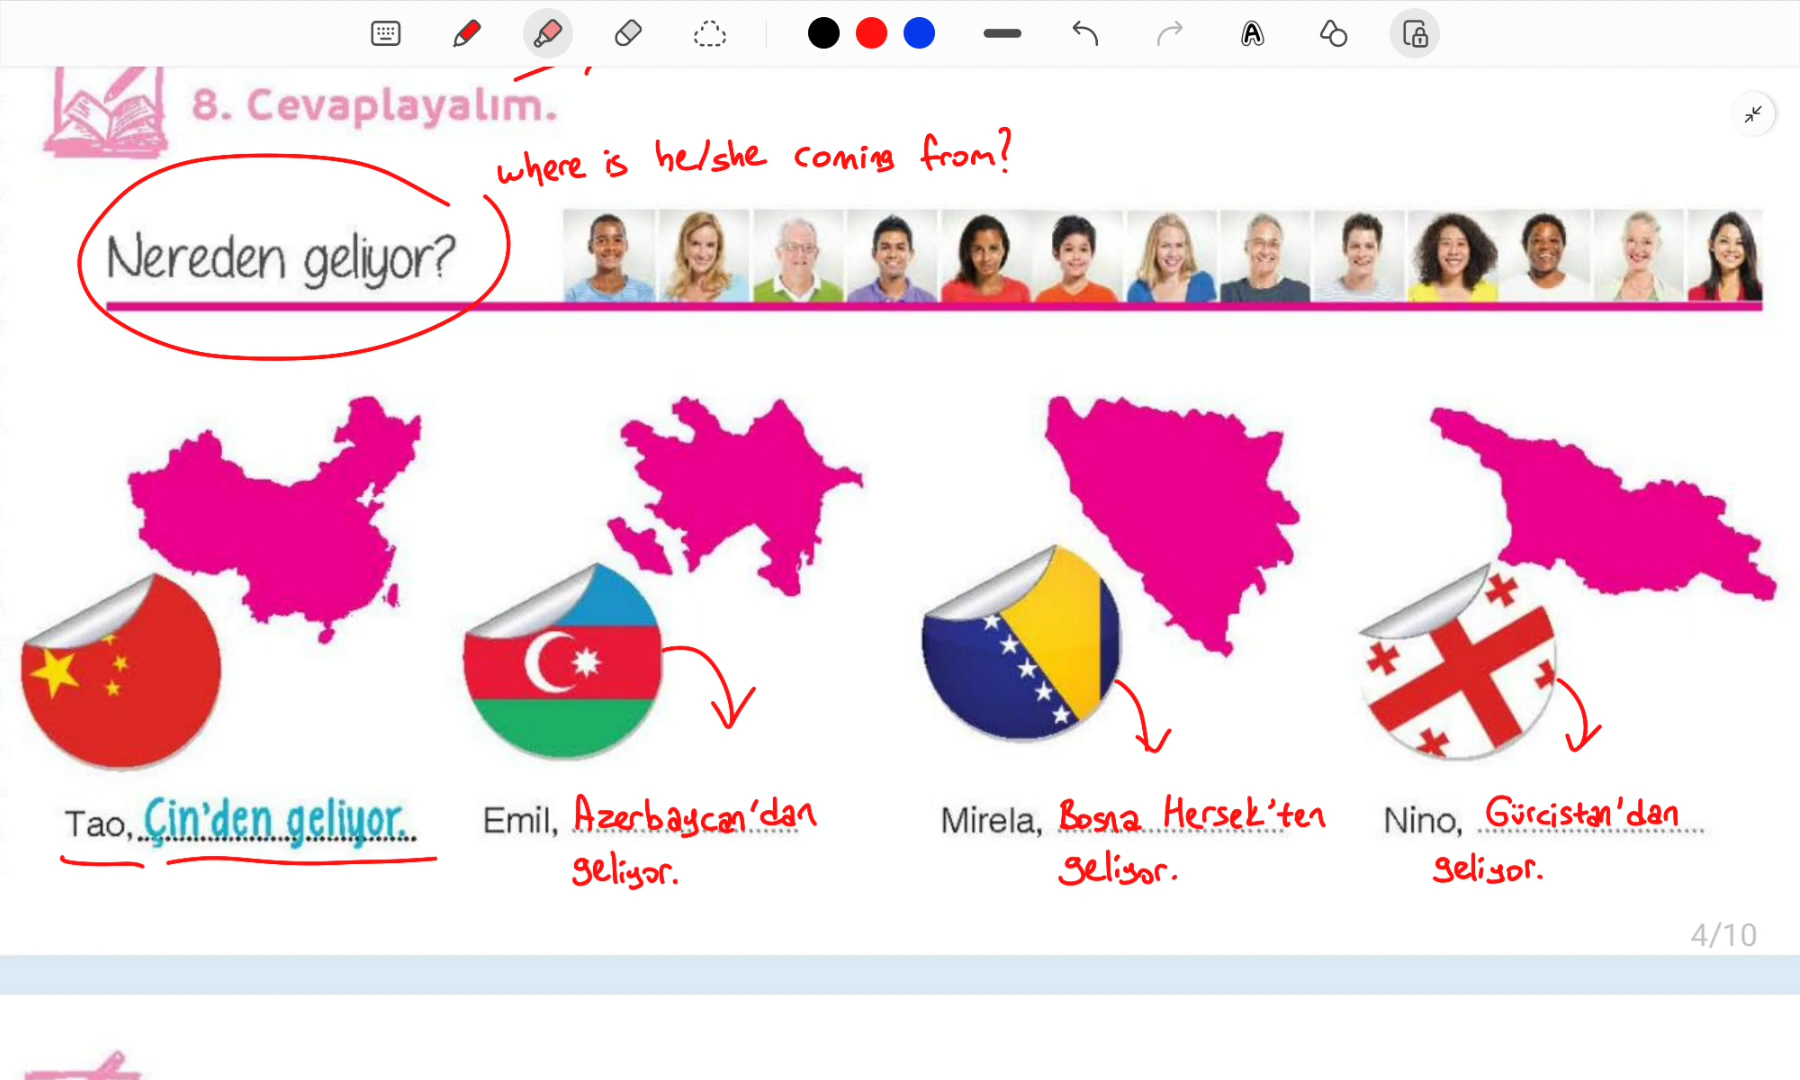 8. Cevaplayalım.
where is he/she coming from?
Nereden geliyor?
Tao, Çin'den geliyor.
Emil, Azerbaycan'dan
geliyor.
Mirela, Bosna Hersek'ten
geliyor.
Nino, Gürcistan'dan
geliyor.
4/10